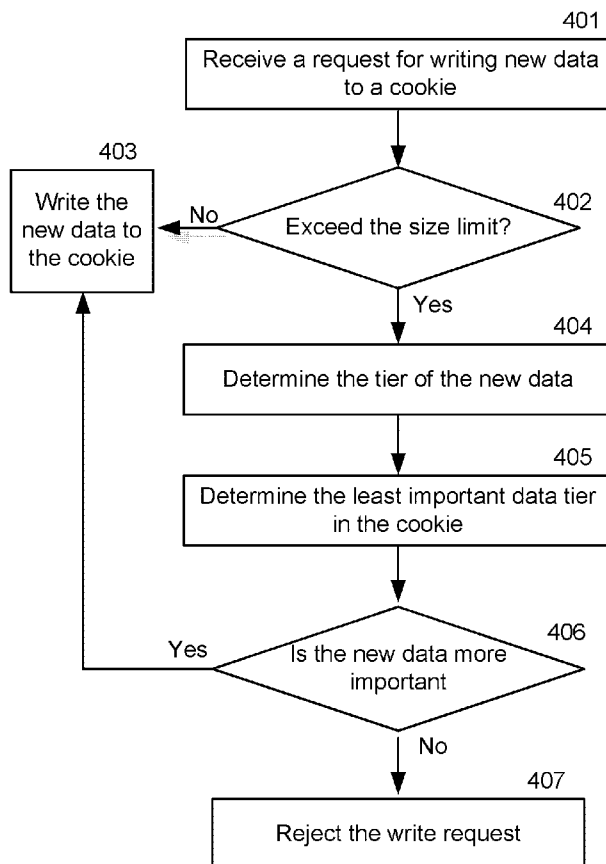 401
Receive a request for writing new data
to a cookie
403
Write the
new data to
the cookie
No
402
Exceed the size limit?
Yes
404
Determine the tier of the new data
405
Determine the least important data tier
in the cookie
406
Yes
Is the new data more
important
No
407
Reject the write request